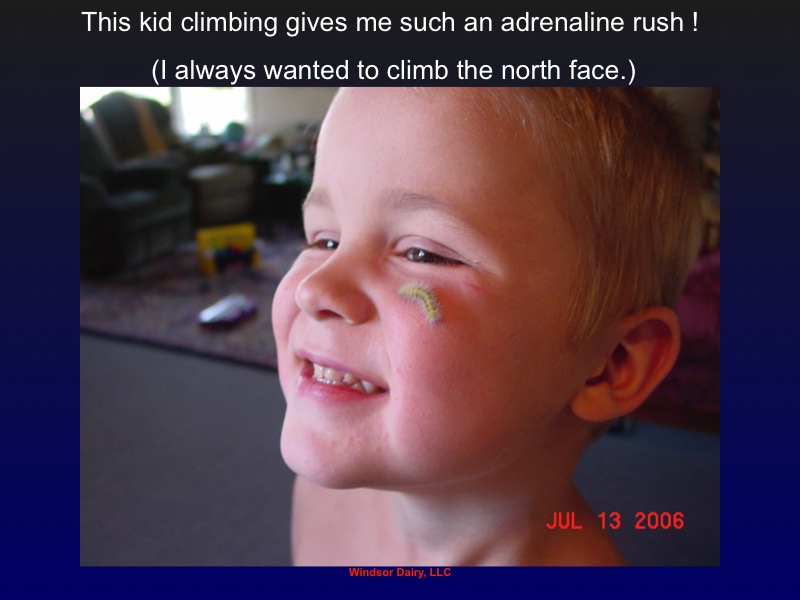 This kid climbing gives me such an adrenaline rush !
(I always wanted to climb the north face.)
JUL 13 2006
Windsor Dairy, LLC